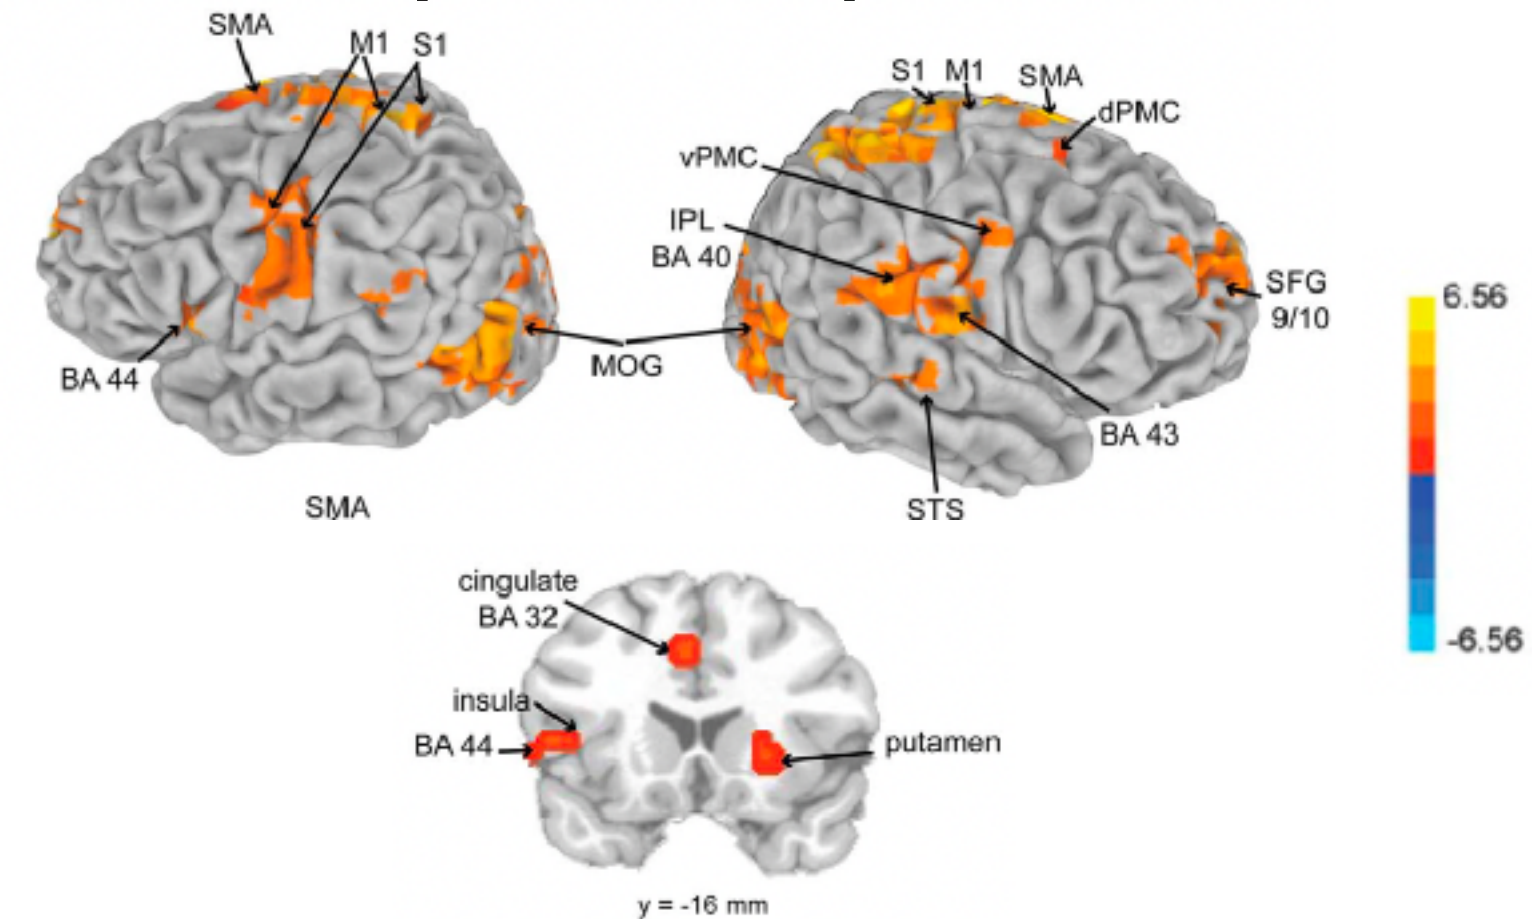 SMA
M1
S1
S1
M1
SMA
dPMC
vPMC
IPL
BA 40
SFG
9/10
6.56
MOG
BA 44
BA 43
SMA
STS
cingulate
BA 32
-6.56
insula
BA 44
putamen
y = -16 mm